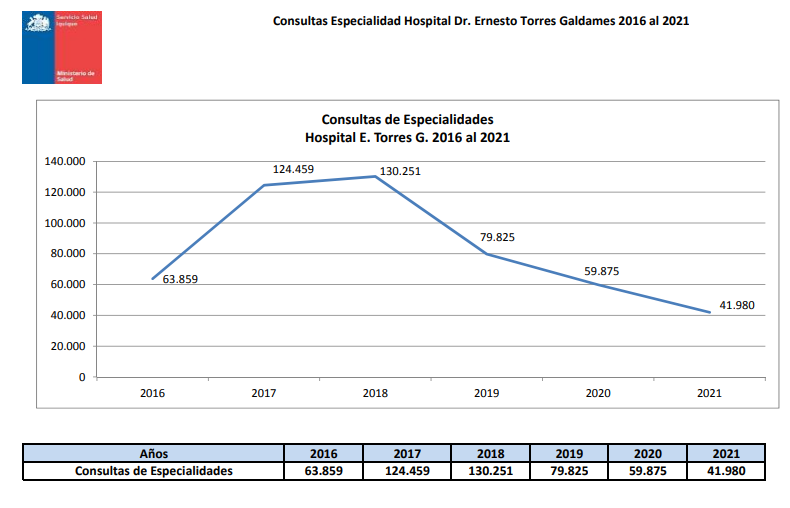 Servicio Salud
Iquique
Ministerio de
Salud
Consultas Especialidad Hospital Dr. Ernesto Torres Galdames 2016 al 2021
Consultas de Especialidades
Hospital E. Torres G. 2016 al 2021
140.000
120.000
100.000
80.000
60.000
40.000
20.000
0
63.859
124.459
130.251
79.825
59.875
41.980
2016 2017 2018 2019 2020 2021
Años 2016 2017 2018 2019 2020 2021
Consultas de Especialidades 63.859 124.459 130.251 79.825 59.875 41.980